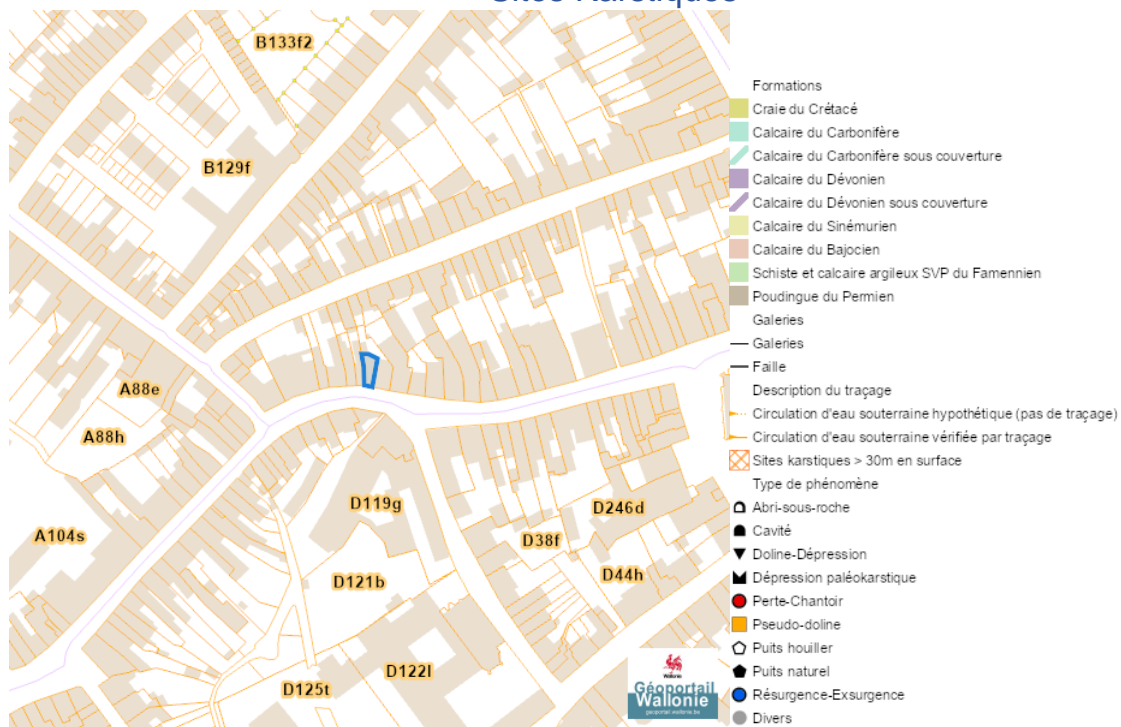 Sites Karstiques
B133f2
B129f
A88e
A88h
A104s
D119g
D246d
D38f
D44h
D121b
D122l
D125t
Formations
Craie du Crétacé
Calcaire du Carbonifère
Calcaire du Carbonifère sous couverture
Calcaire du Dévonien
Calcaire du Dévonien sous couverture
Calcaire du Sinémurien
Calcaire du Bajocien
Schiste et calcaire argileux SVP du Famennien
Poudingue du Permien
Galeries
Galeries
Faille
Description du traçage
Circulation d'eau souterraine hypothétique (pas de traçage)
Circulation d'eau souterraine vérifiée par traçage
Sites karstiques > 30m en surface
Type de phénomène
Abri-sous-roche
Cavité
Doline-Dépression
Dépression paléokarstique
Perte-Chantoir
Pseudo-doline
Puits houiller
Puits naturel
Résurgence-Exsurgence
Divers
Wallonie
Géoportail
Wallonie
geoportail.wallonie.be